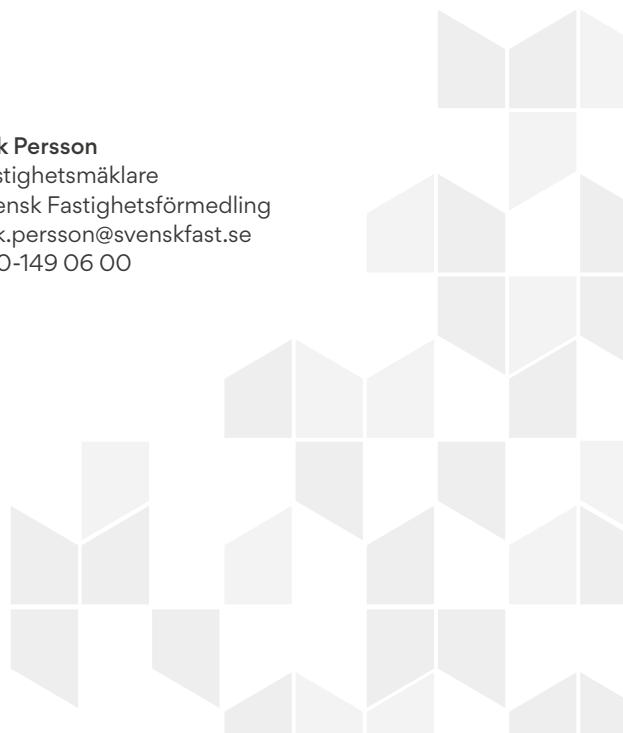 k Persson
stighetsmäklare
ensk Fastighetsförmedling
k.persson@svenskfast.se
0-149 06 00